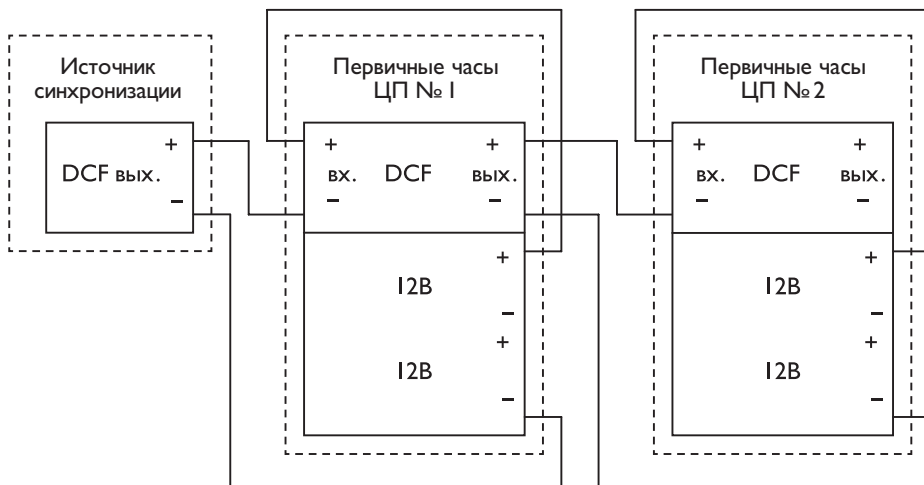 Источник
синхронизации
DCF вых.
+
−
Первичные часы
ЦП № 1
+ +
вх. DCF вых.
− −
+
12В
−
+
12В
−
Первичные часы
ЦП № 2
+ +
вх. DCF вых.
− −
+
12В
−
+
12В
−